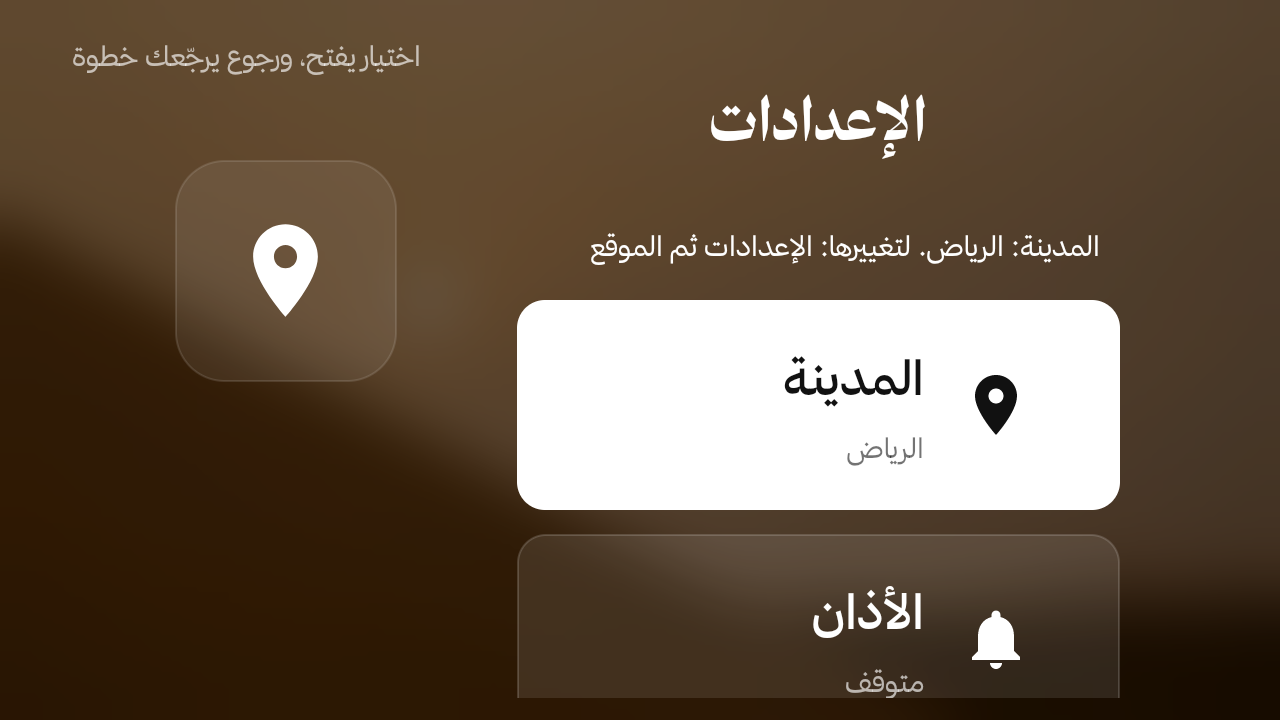 اختيار يفتح، ورجوع يرجّعك خطوة
الإعدادات
المدينة: الرياض. لتغييرها: الإعدادات ثم الموقع
المدينة
الرياض
الأذان
متوقف